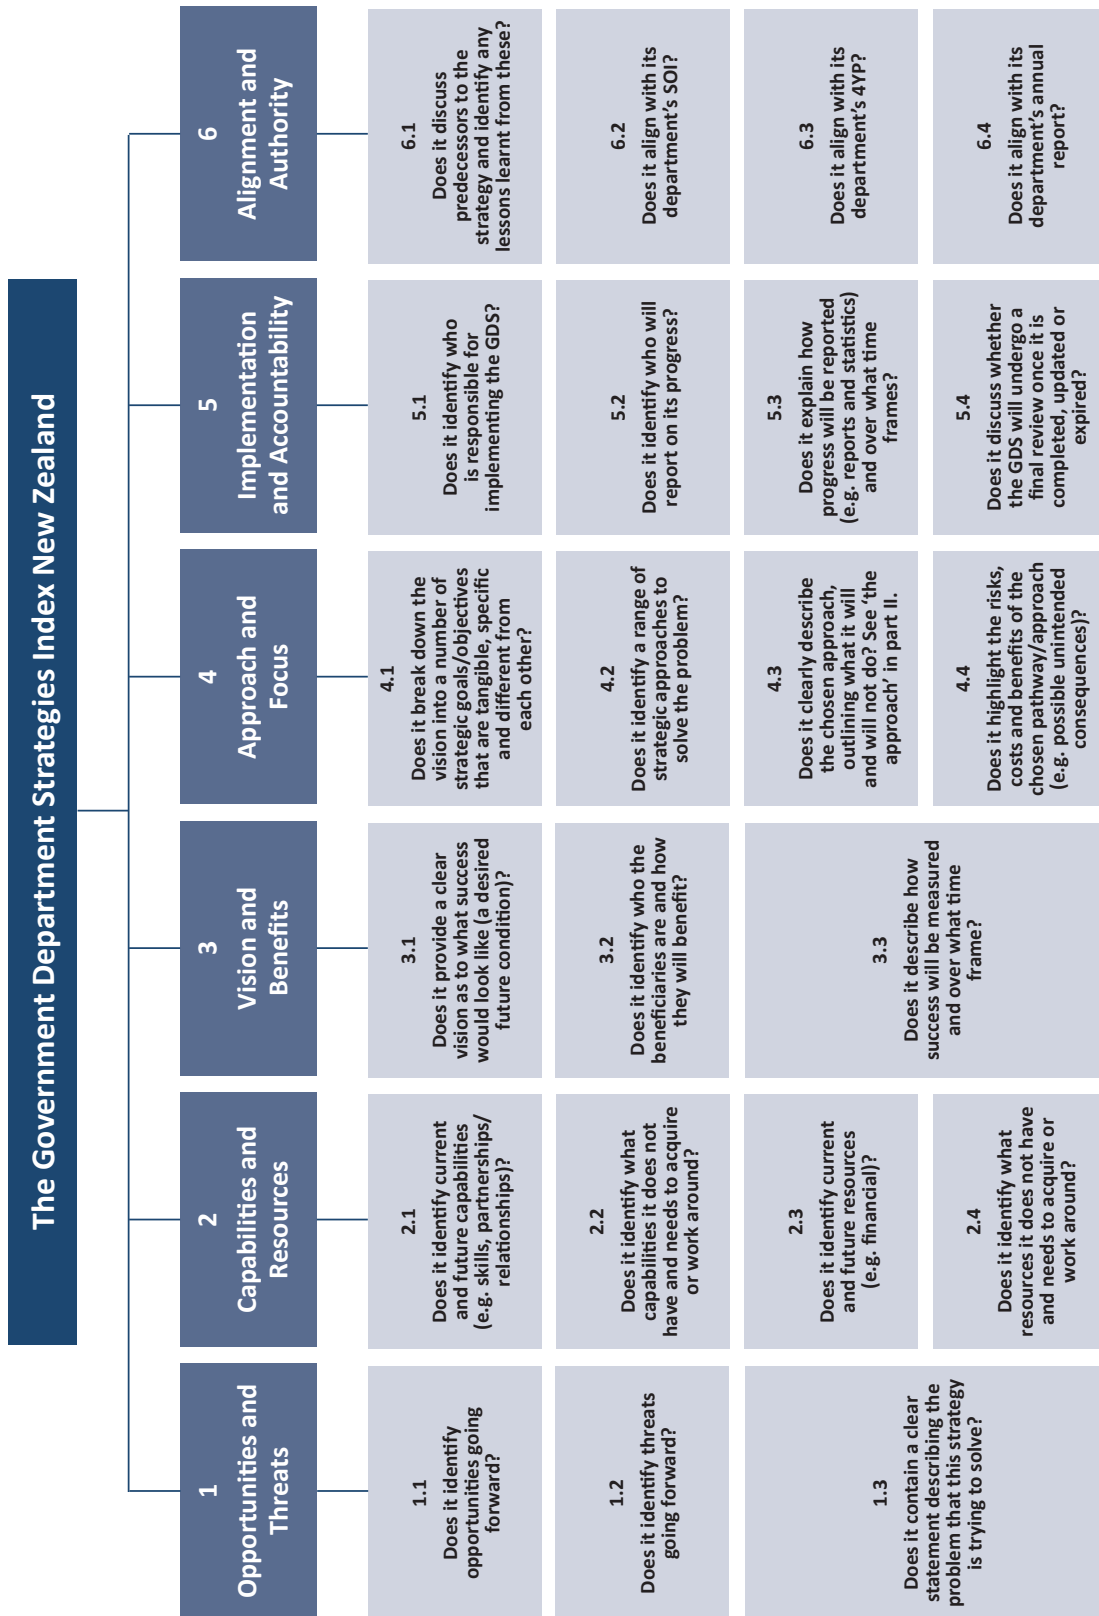 The Government Department Strategies Index New Zealand
1
Opportunities and
Threats
1.1
Does it identify
opportunities going
forward?
1.2
Does it identify threats
going forward?
1.3
Does it contain a clear
statement describing the
problem that this strategy
is trying to solve?
2
Capabilities and
Resources
2.1
Does it identify current
and future capabilities
(e.g. skills, partnerships/
relationships)?
2.2
Does it identify what
capabilities it does not
have and needs to acquire
or work around?
2.3
Does it identify current
and future resources
(e.g. financial)?
2.4
Does it identify what
resources it does not have
and needs to acquire or
work around?
3
Vision and
Benefits
3.1
Does it provide a clear
vision as to what success
would look like (a desired
future condition)?
3.2
Does it identify who the
beneficiaries are and how
they will benefit?
3.3
Does it describe how
success will be measured
and over what time
frame?
4
Approach and
Focus
4.1
Does it break down the
vision into a number of
strategic goals/objectives
that are tangible, specific
and different from
each other?
4.2
Does it identify a range of
strategic approaches to
solve the problem?
4.3
Does it clearly describe
the chosen approach,
outlining what it will
and will not do? See ‘the
approach’ in part II.
4.4
Does it highlight the risks,
costs and benefits of the
chosen pathway/approach
(e.g. possible unintended
consequences)?
5
Implementation
and Accountability
5.1
Does it identify who
is responsible for
implementing the GDS?
5.2
Does it identify who will
report on its progress?
5.3
Does it explain how
progress will be reported
(e.g. reports and statistics)
and over what time
frames?
5.4
Does it discuss whether
the GDS will undergo a
final review once it is
completed, updated or
expired?
6
Alignment and
Authority
6.1
Does it discuss
predecessors to the
strategy and identify any
lessons learnt from these?
6.2
Does it align with its
department’s SOI?
6.3
Does it align with its
department’s 4YP?
6.4
Does it align with its
department’s annual
report?